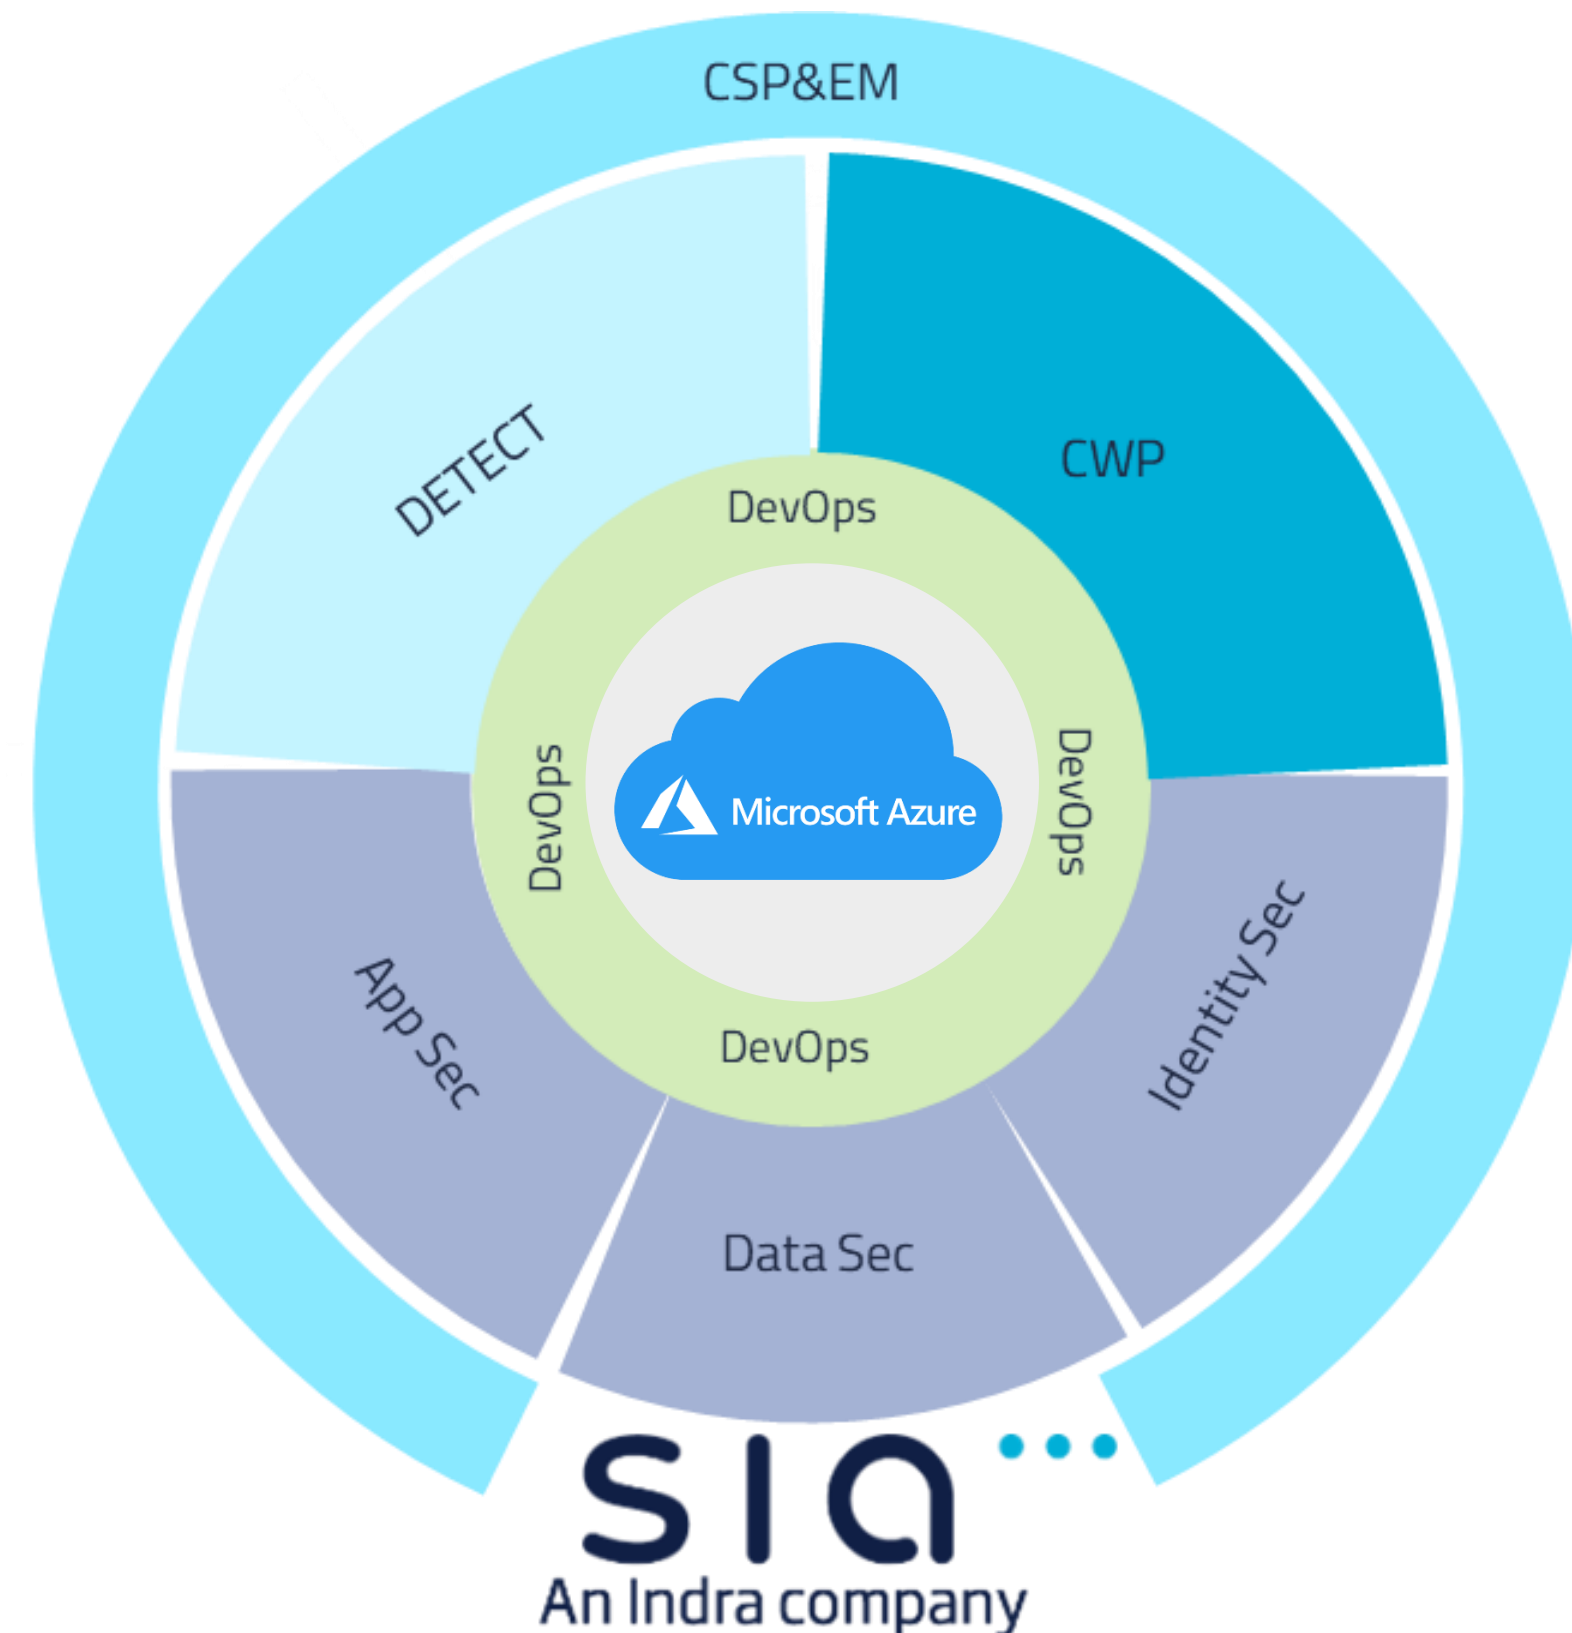 CSP&EM
DETECT
CWP
DevOps
DevOps
DevOps
Microsoft Azure
App Sec
Identity Sec
DevOps
Data Sec
sia
An Indra company